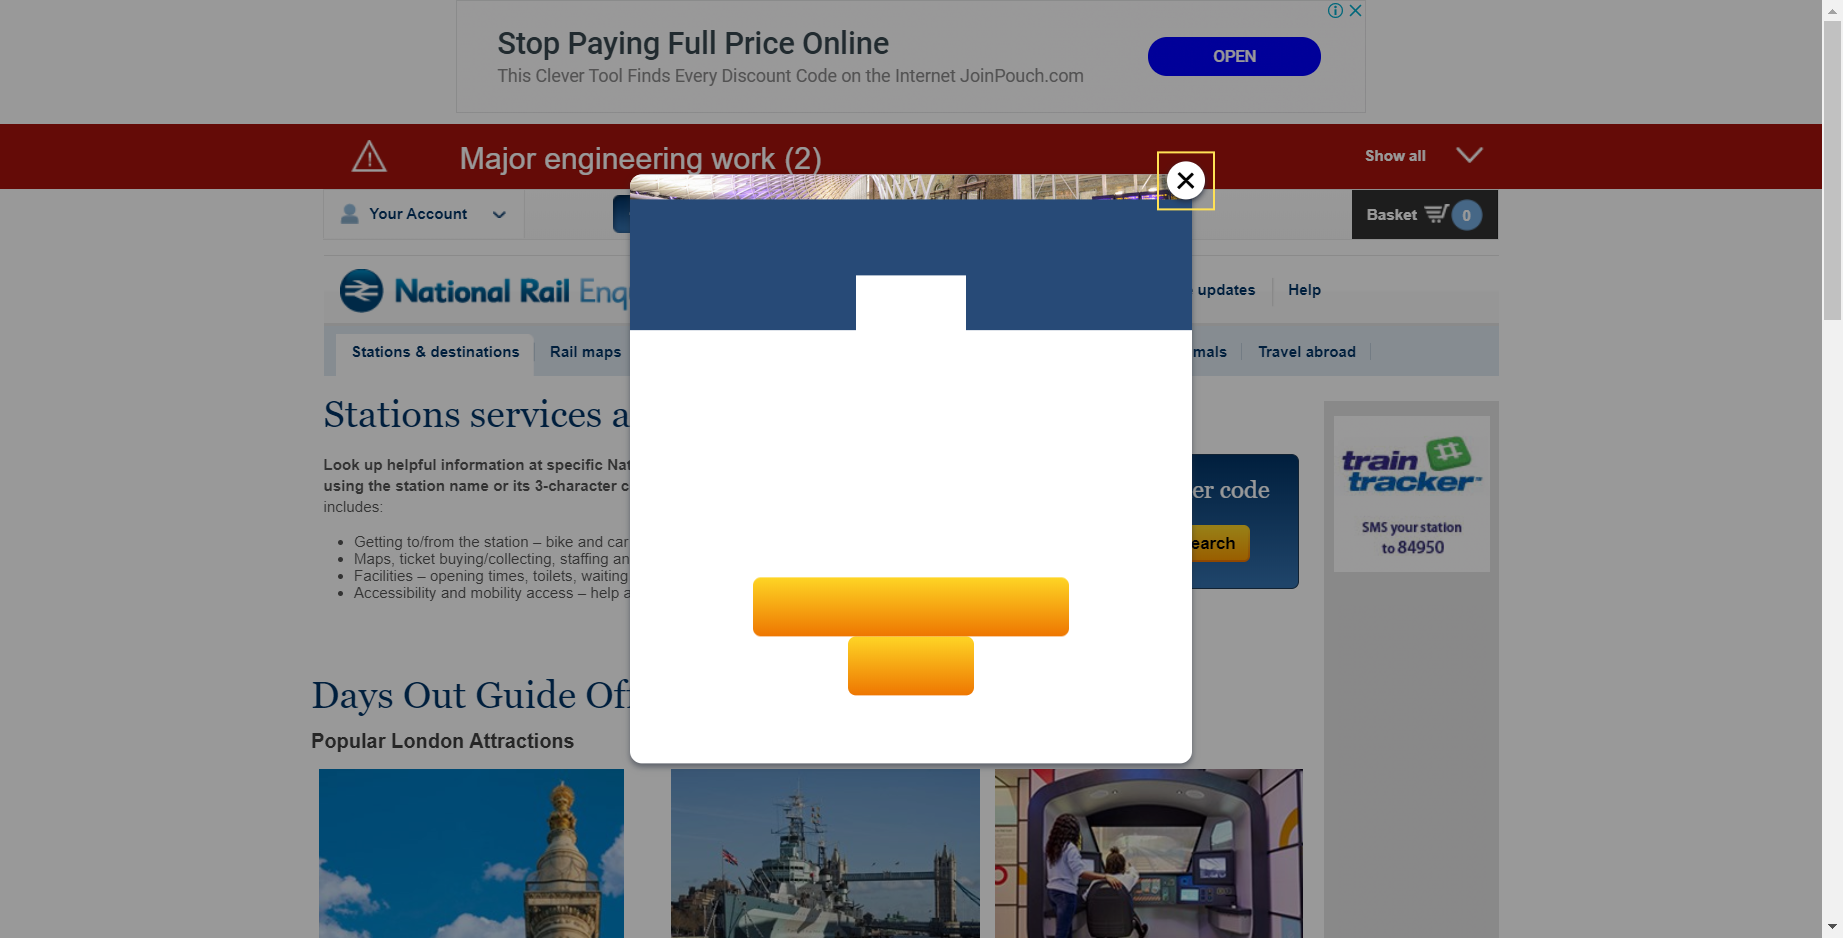 Stop Paying Full Price Online
This Clever Tool Finds Every Discount Code on the Internet JoinPouch.com
OPEN
Major engineering work (2)
Show all
Your Account
Basket
0
National Rail Enq
updates
Help
Stations & destinations
Rail maps
mals
Travel abroad
Stations services a
Look up helpful information at specific Nat
using the station name or its 3-character c
includes:
• Getting to/from the station – bike and car
• Maps, ticket buying/collecting, staffing an
• Facilities – opening times, toilets, waiting
• Accessibility and mobility access – help a
er code
earch
train
tracker
SMS your station
to 84950
Days Out Guide Of
Popular London Attractions